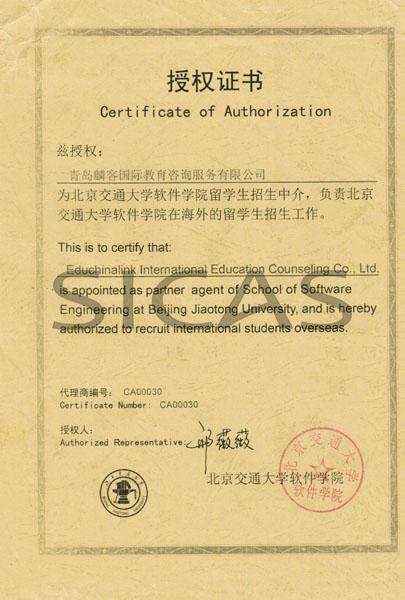 授权证书
Certificate of Authorization
兹授权:
青岛麟客国际教育咨询服务有限公司
为北京交通大学软件学院留学生招生中介,负责北京
交通大学软件学院在海外的留学生招生工作。
This is to certify that:
Educhinalink International Education Counseling Co., Ltd.
is appointed as partner agent of School of Software
Engineering at Beijing Jiaotong University, and is hereby
authorized to recruit international students overseas.
SICAS
代理商编号: CA00030
Certificate Number: CA00030
授权人:
Authorized Representative:
北京交通大学软件学院
北京交通大学
软件学院